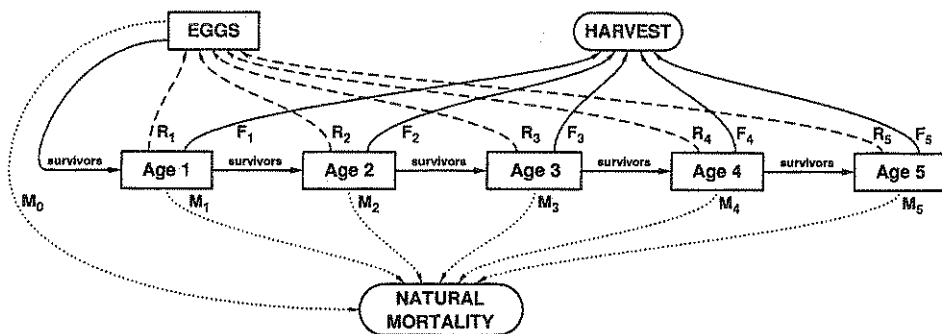 EGGS
HARVEST
R1 F1 R2 F2 R3 F3 R4 F4 R5 F5
survivors Age 1 survivors Age 2 survivors Age 3 survivors Age 4 survivors Age 5
M0 M1 M2 M3 M4 M5
NATURAL
MORTALITY